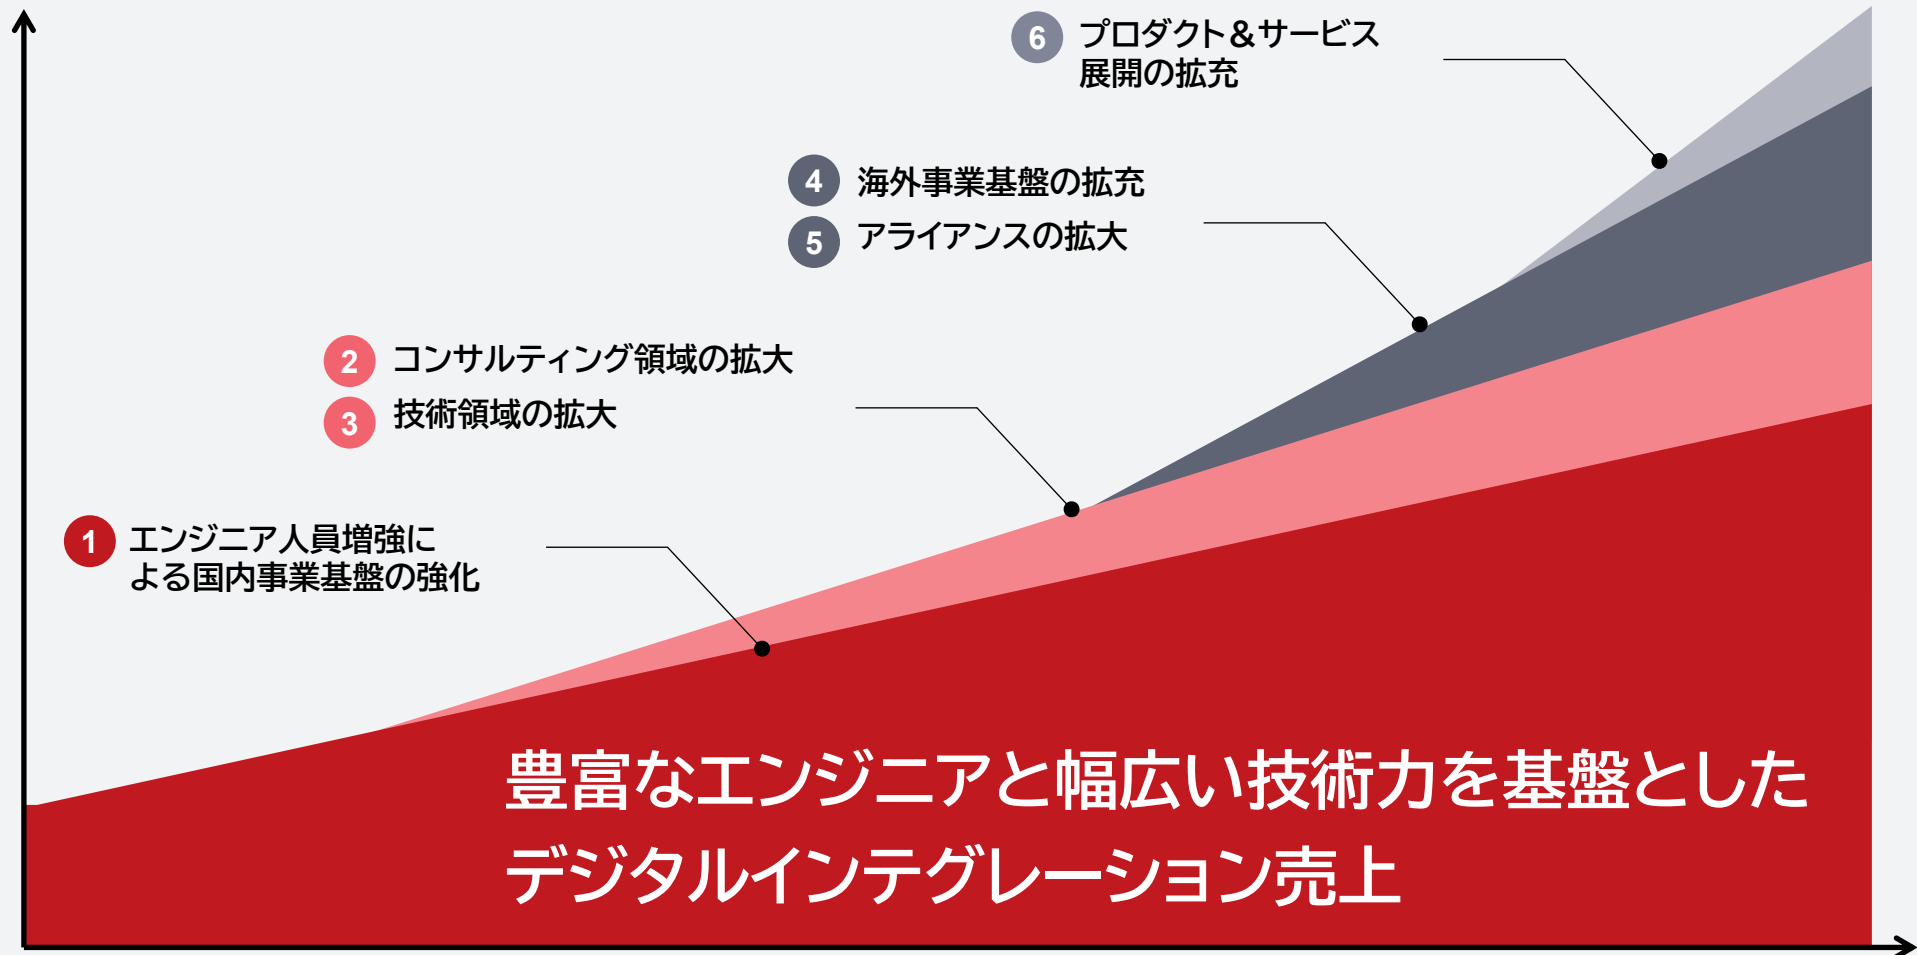 6 プロダクト＆サービス
展開の拡充
4 海外事業基盤の拡充
5 アライアンスの拡大
2 コンサルティング領域の拡大
3 技術領域の拡大
1 エンジニア人員増強に
よる国内事業基盤の強化
豊富なエンジニアと幅広い技術力を基盤とした
デジタルインテグレーション売上